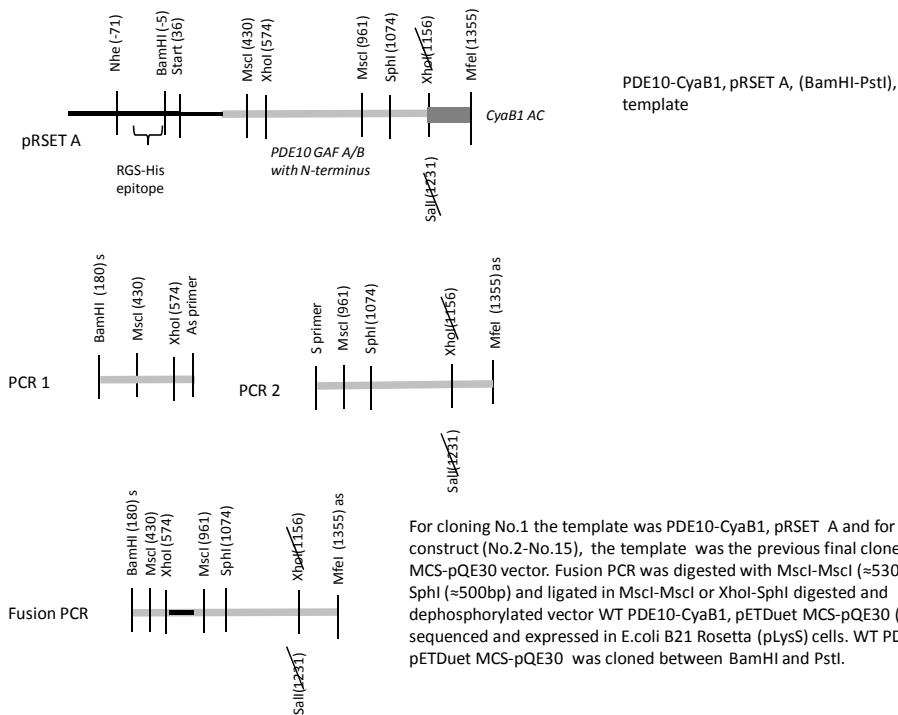 Nhe (-71)
BamHI (-5)
Start (36)
MscI (430)
XhoI (574)
MscI (961)
SphI (1074)
XhoI(1156)
MfeI (1355)
PDE10-CyaB1, pRSET A, (BamHI-PstI),
template
CyaB1 AC
pRSET A
RGS-His
epitope
PDE10 GAF A/B
with N-terminus
SalI(1231)
BamHI (180) s
MscI (430)
XhoI (574)
As primer
PCR 1
S primer
MscI (961)
SphI (1074)
XhoI(1156)
MfeI (1355) as
PCR 2
SalI(1231)
BamHI (180) s
MscI (430)
XhoI (574)
MscI (961)
SphI (1074)
XhoI(1156)
MfeI (1355) as
Fusion PCR
SalI(1231)
For cloning No.1 the template was PDE10-CyaB1, pRSET A and for
construct (No.2-No.15), the template was the previous final clone
MCS-pQE30 vector. Fusion PCR was digested with MscI-MscI (≈530
SphI (≈500bp) and ligated in MscI-MscI or XhoI-SphI digested and
dephosphorylated vector WT PDE10-CyaB1, pETDuet MCS-pQE30 (
sequenced and expressed in E.coli B21 Rosetta (pLysS) cells. WT PD
pETDuet MCS-pQE30 was cloned between BamHI and PstI.